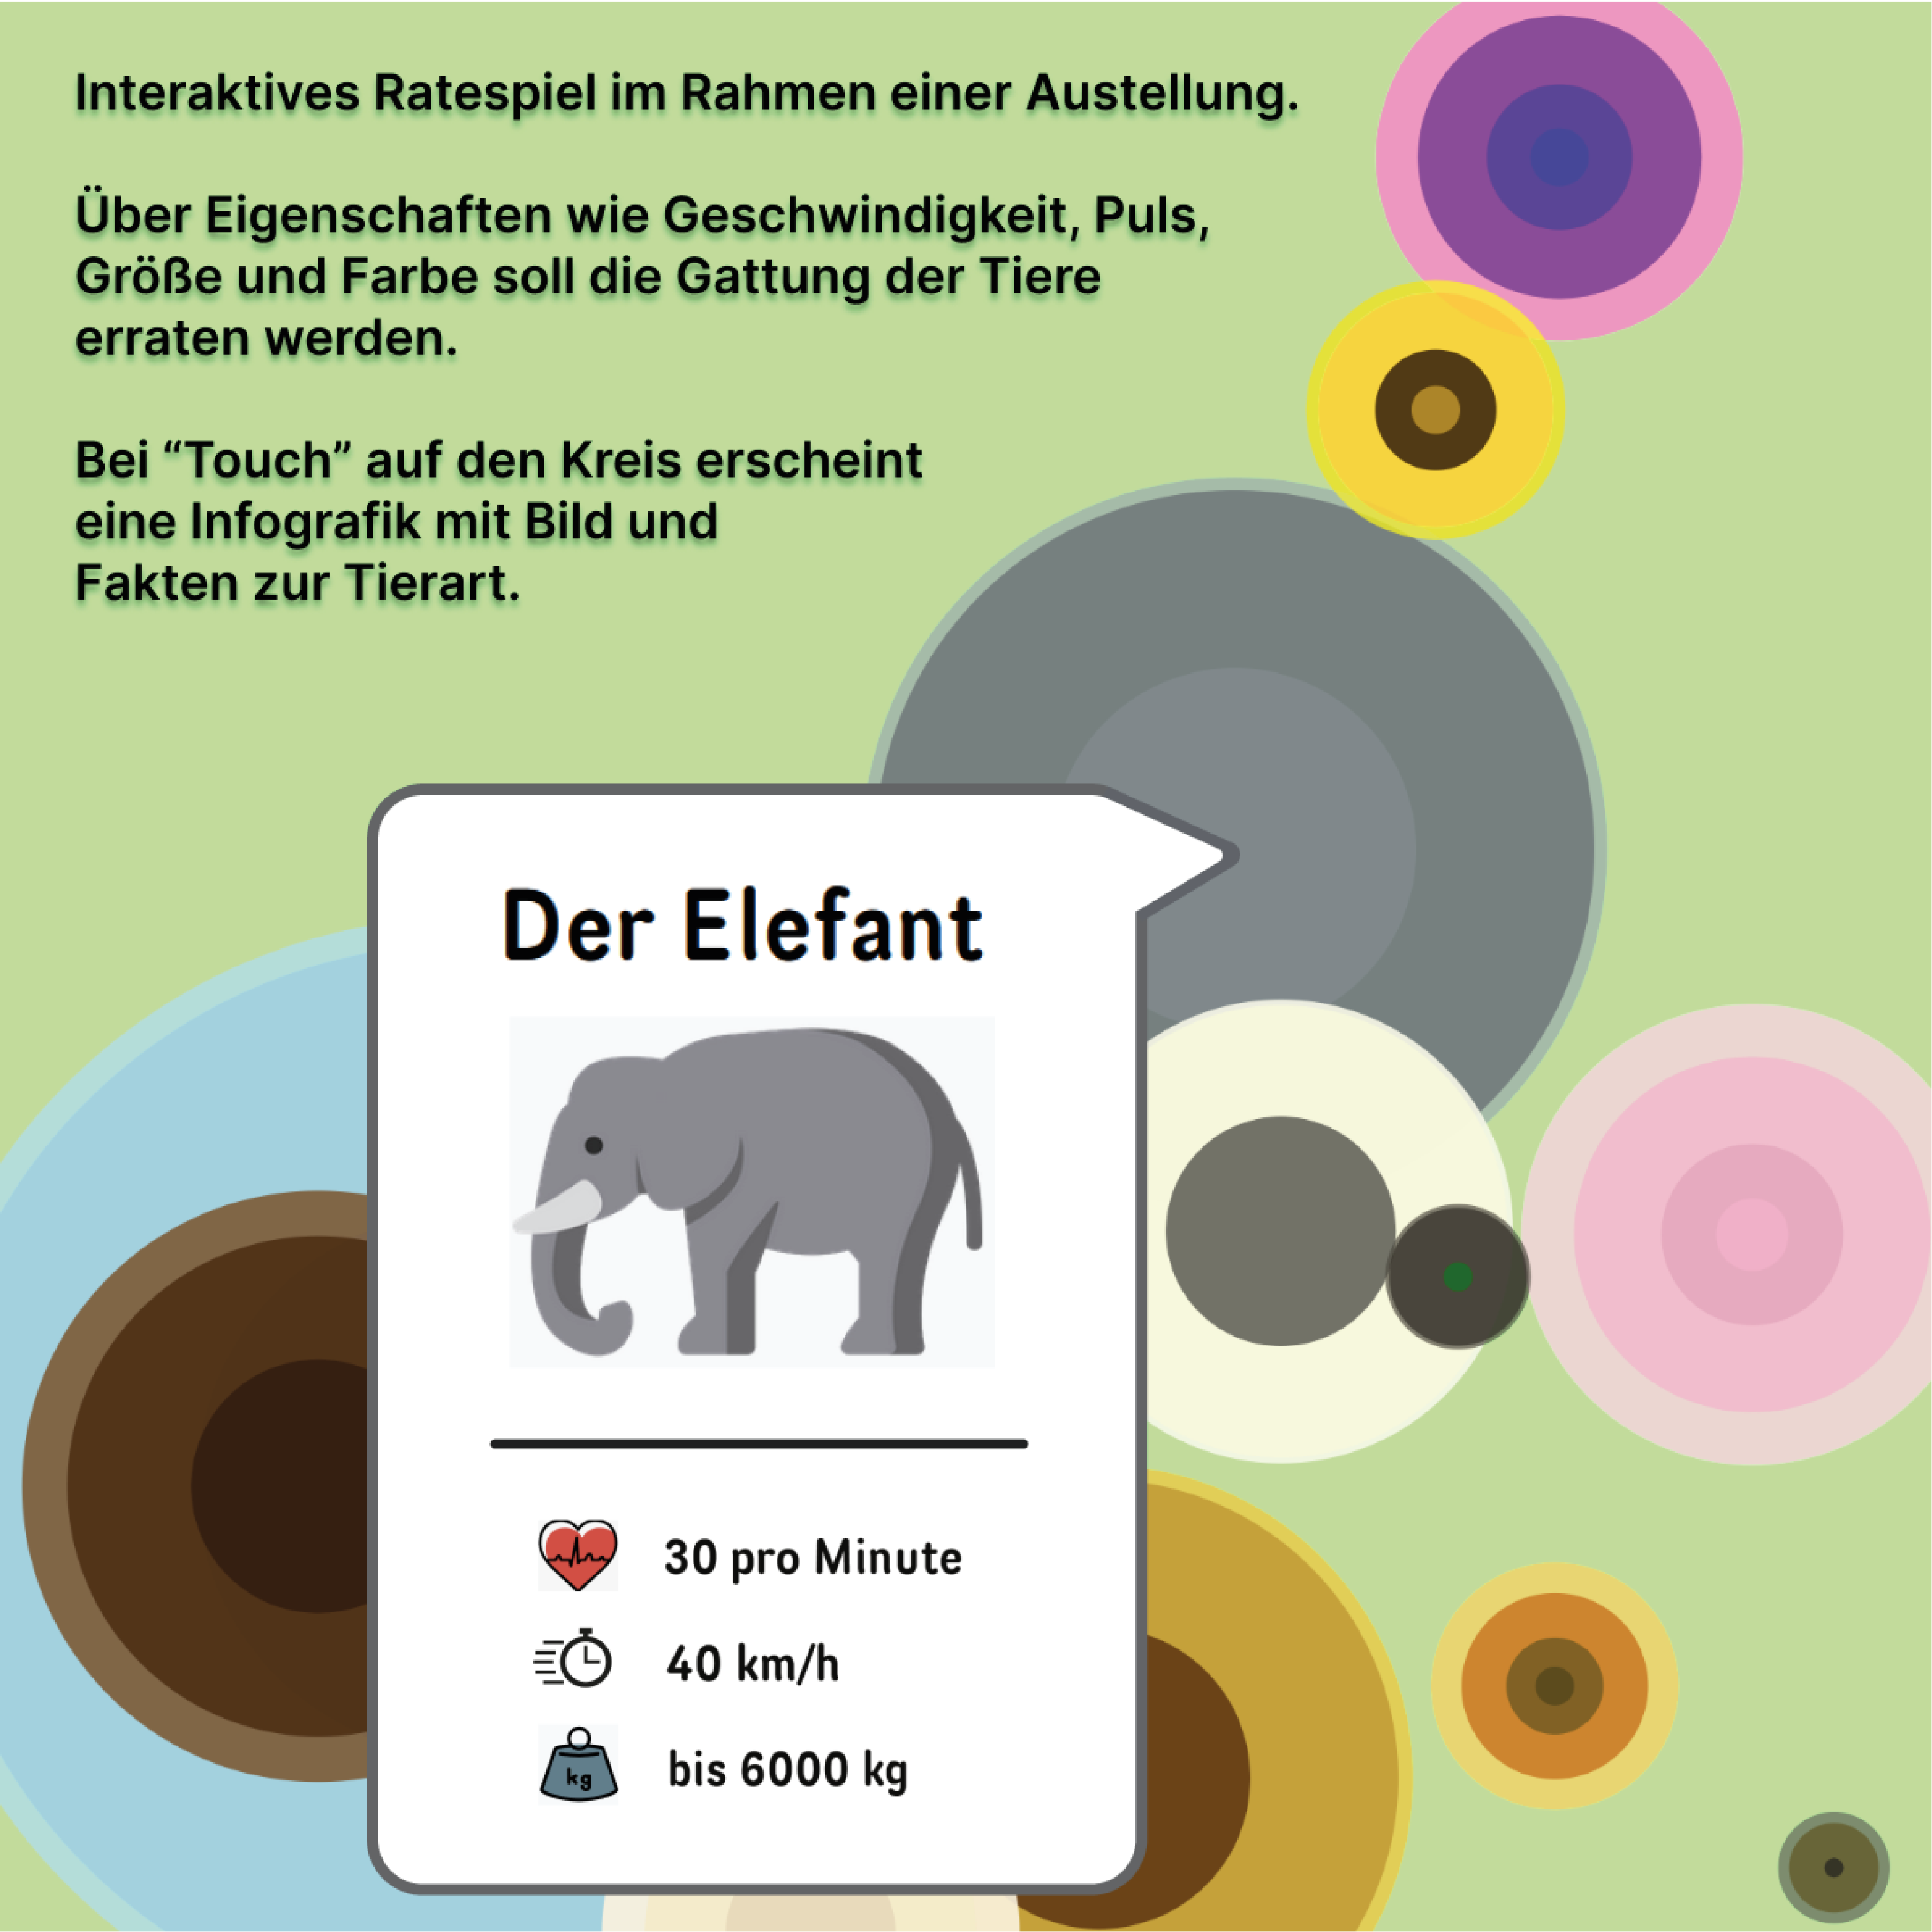 Interaktives Ratespiel im Rahmen einer Austellung.
Über Eigenschaften wie Geschwindigkeit, Puls,
Größe und Farbe soll die Gattung der Tiere
erraten werden.
Bei “Touch” auf den Kreis erscheint
eine Infografik mit Bild und
Fakten zur Tierart.
Der Elefant
30 pro Minute
40 km/h
kg
bis 6000 kg